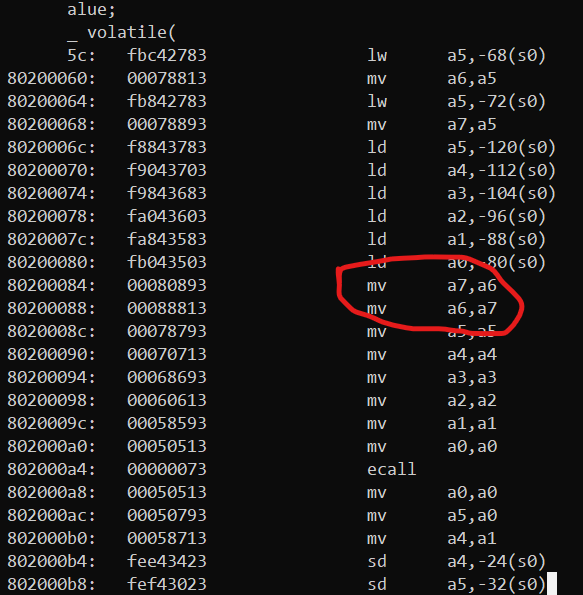 alue;
_ volatile(
5c: fbc42783 lw a5,-68(s0)
80200060: 00078813 mv a6,a5
80200064: fb842783 lw a5,-72(s0)
80200068: 00078893 mv a7,a5
8020006c: f8843783 ld a5,-120(s0)
80200070: f9043703 ld a4,-112(s0)
80200074: f9843683 ld a3,-104(s0)
80200078: fa043603 ld a2,-96(s0)
8020007c: fa843583 ld a1,-88(s0)
80200080: fb043503 ld a0,-80(s0)
80200084: 00080893 mv a7,a6
80200088: 00088813 mv a6,a7
8020008c: 00078793 mv a5,a5
80200090: 00070713 mv a4,a4
80200094: 00068693 mv a3,a3
80200098: 00060613 mv a2,a2
8020009c: 00058593 mv a1,a1
802000a0: 00050513 mv a0,a0
802000a4: 00000073 ecall
802000a8: 00050513 mv a0,a0
802000ac: 00050793 mv a5,a0
802000b0: 00058713 mv a4,a1
802000b4: fee43423 sd a4,-24(s0)
802000b8: fef43023 sd a5,-32(s0)